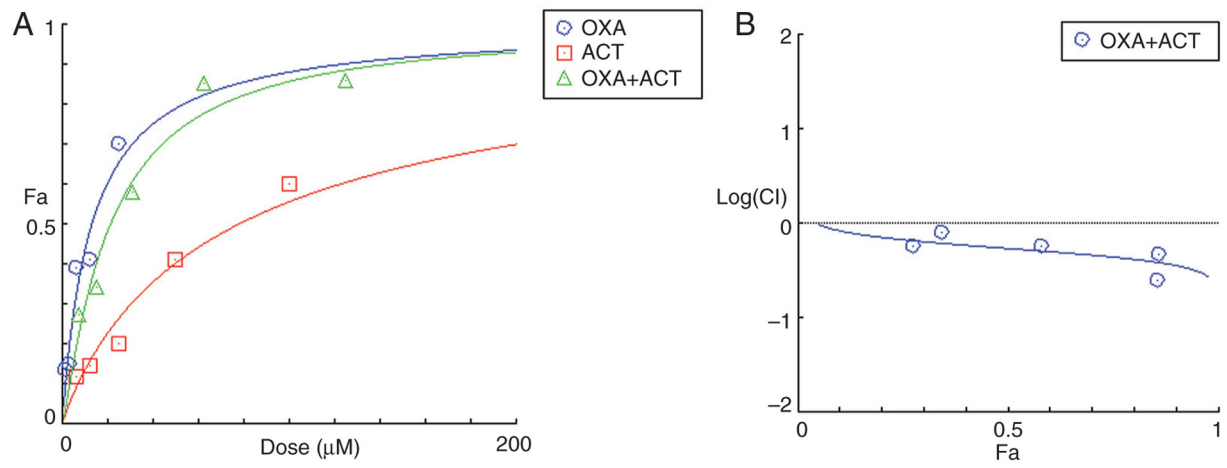 A
1
Fa
0.5
0
0
Dose (μM)
200
OXA
ACT
OXA+ACT
B
2
1
Log(CI)
0
−1
−2
0.5
1
Fa
OXA+ACT